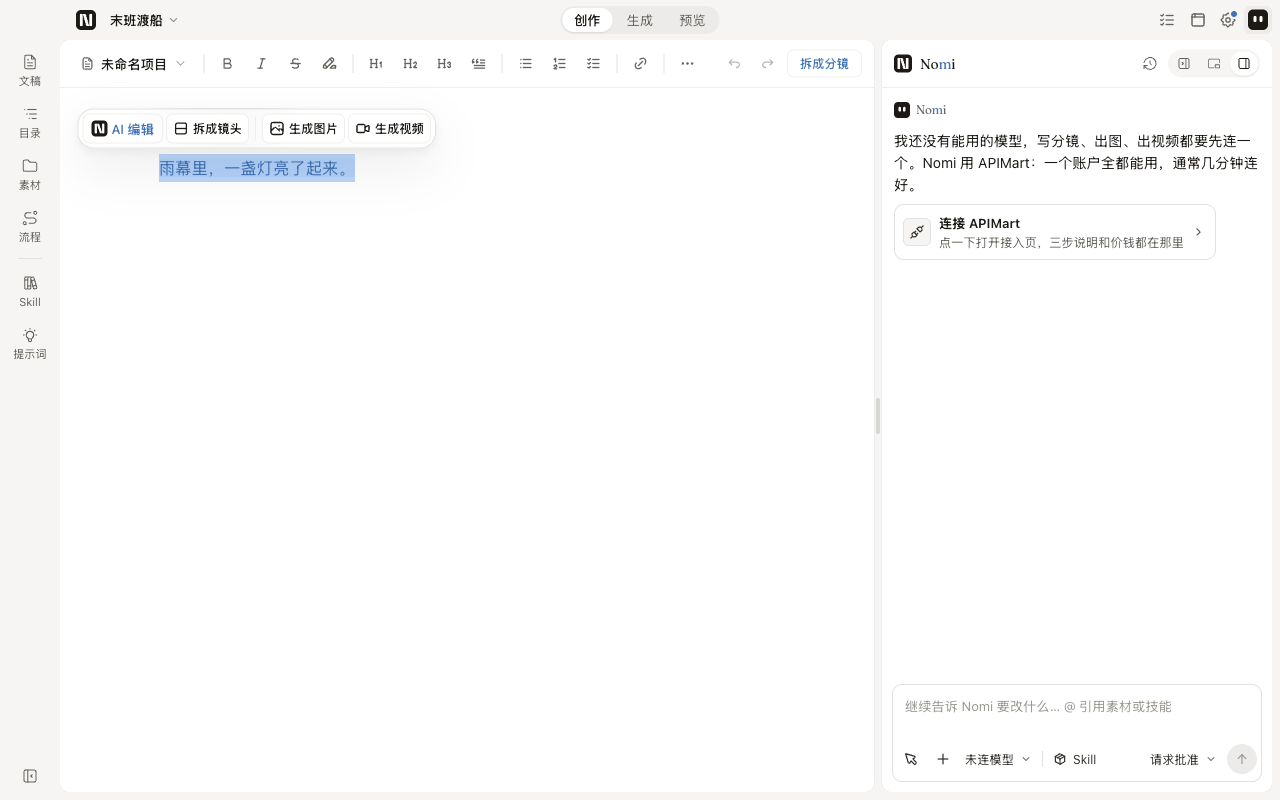 末班渡船
创作
生成
预览
文稿
目录
素材
流程
Skill
提示词
未命名项目
B
I
S
H1
H2
H3
拆成分镜
AI 编辑
拆成镜头
生成图片
生成视频
雨幕里，一盏灯亮了起来。
Nomi
Nomi
我还没有能用的模型，写分镜、出图、出视频都要先连一
个。Nomi 用 APIMart：一个账户全都能用，通常几分钟连
好。
连接 APIMart
点一下打开接入页，三步说明和价钱都在那里
继续告诉 Nomi 要改什么... @ 引用素材或技能
未连模型
Skill
请求批准